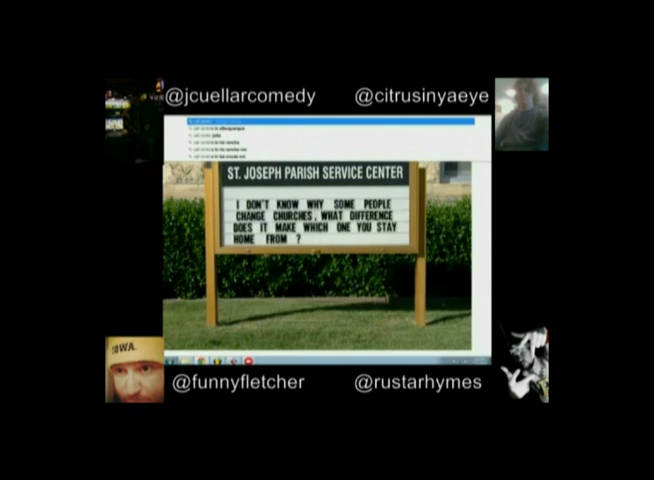 @jcuellarcomedy
@citrusinyaeye
ST. JOSEPH PARISH SERVICE CENTER
I DON'T KNOW WHY SOME PEOPLE
CHANGE CHURCHES, WHAT DIFFERENCE
DOES IT MAKE WHICH ONE YOU STAY
HOME FROM ?
IOWA.
@funnyfletcher
@rustarhymes